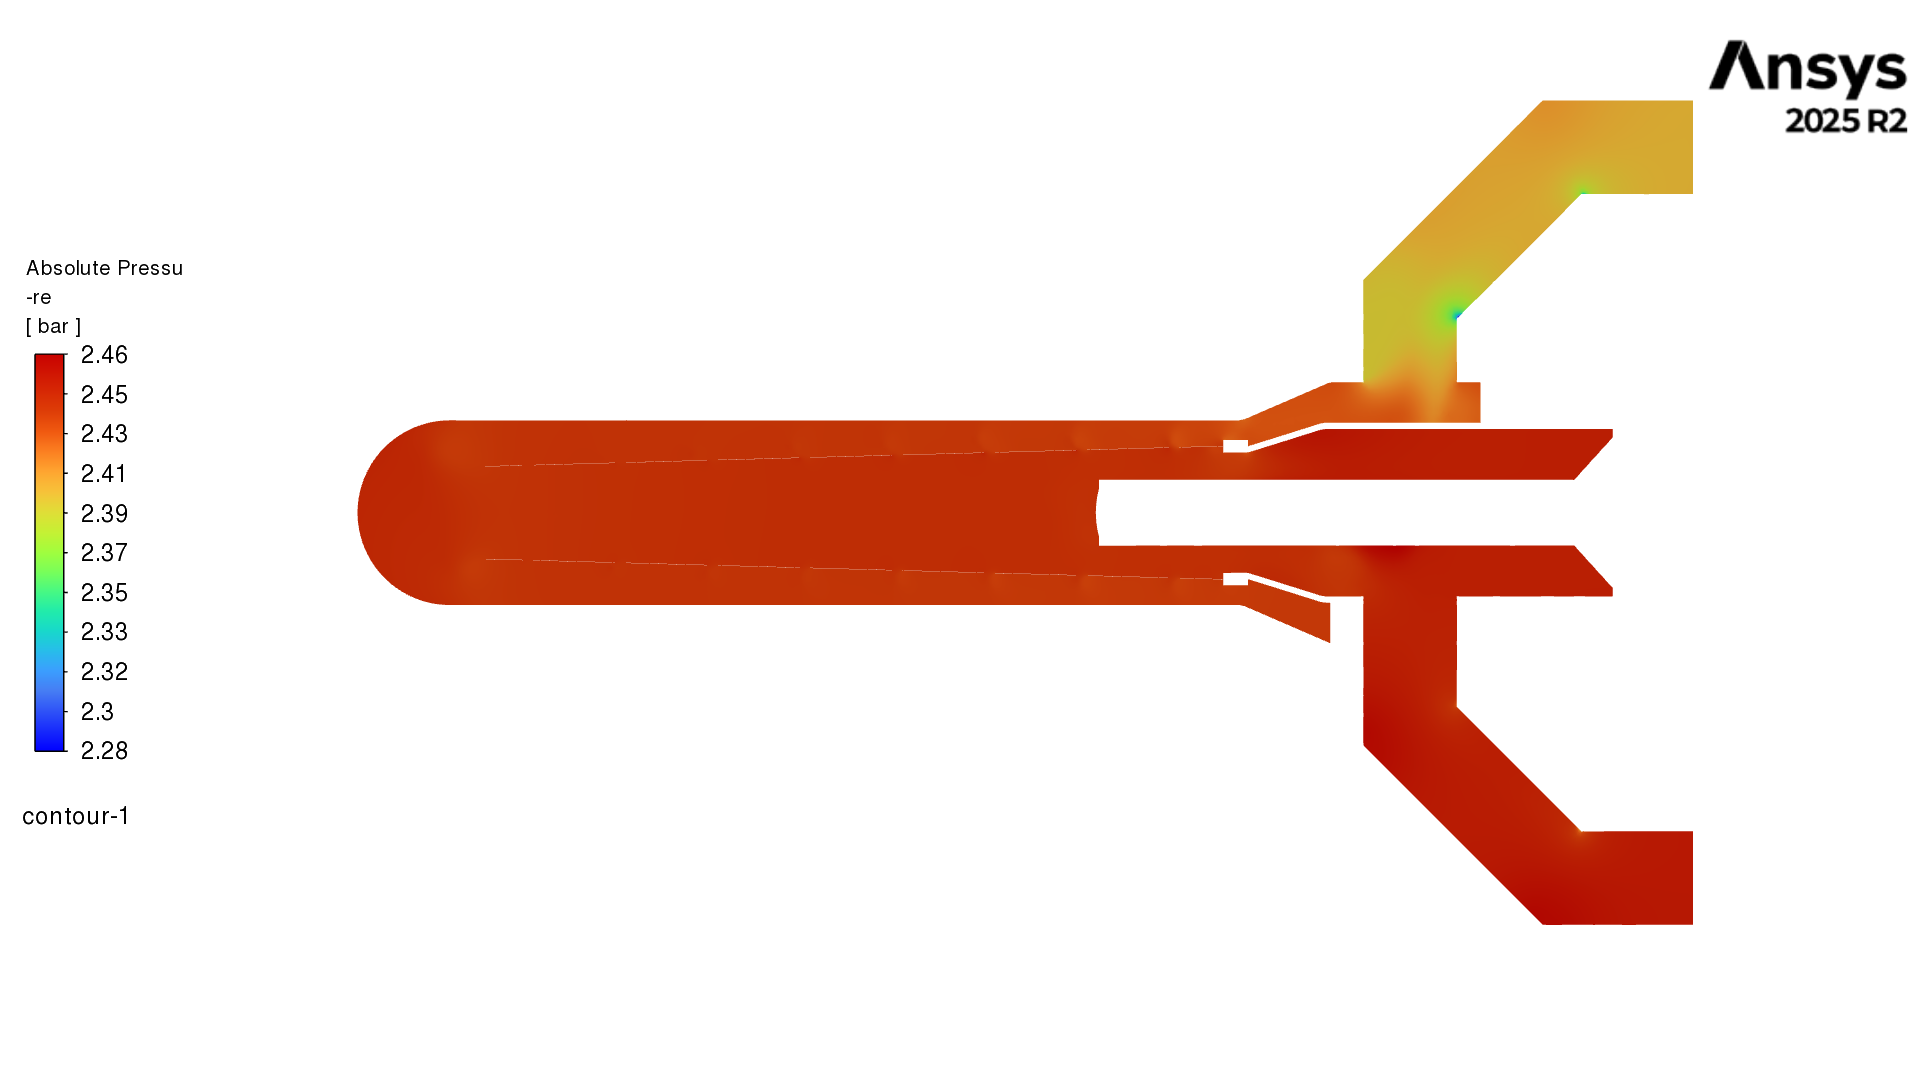 Ansys
2025 R2
Absolute Pressu
-re
[ bar ]
2.46
2.45
2.43
2.41
2.39
2.37
2.35
2.33
2.32
2.3
2.28
contour-1